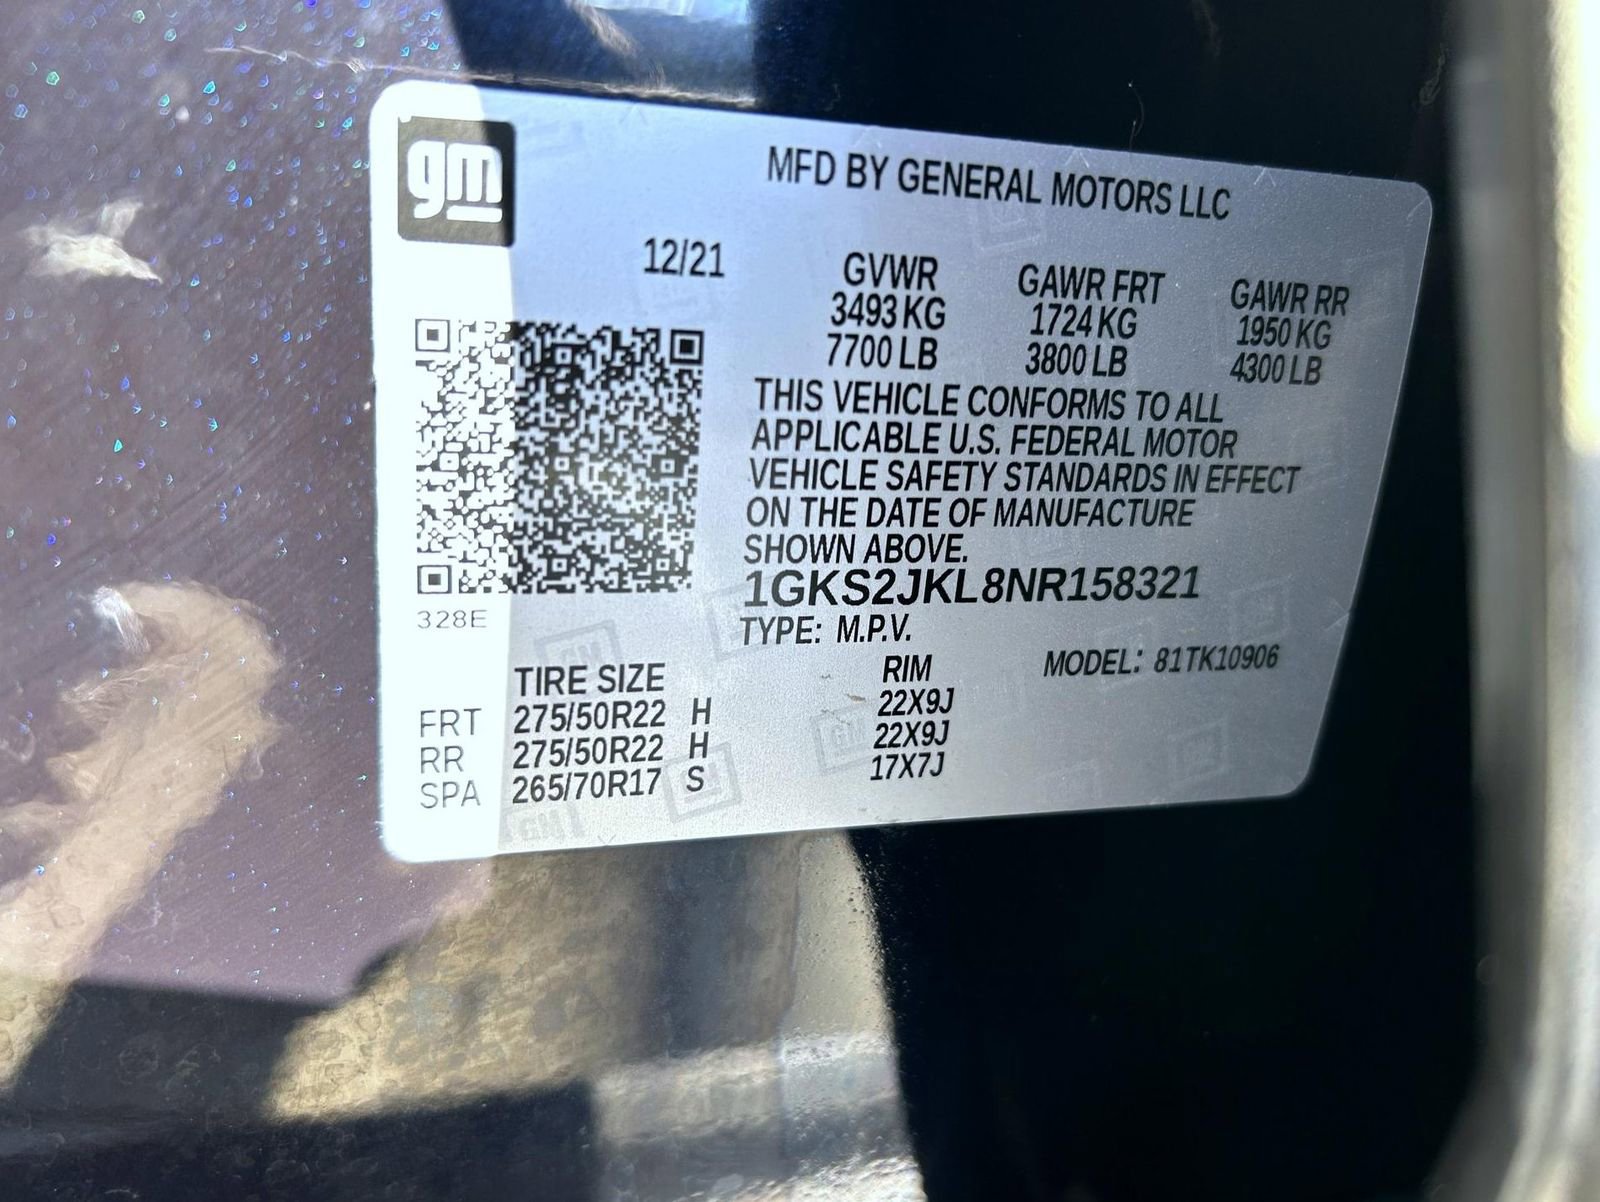 gm
MFD BY GENERAL MOTORS LLC
12/21
GVWR GAWR FRT GAWR RR
3493 KG 1724 KG 1950 KG
7700 LB 3800 LB 4300 LB
THIS VEHICLE CONFORMS TO ALL
APPLICABLE U.S. FEDERAL MOTOR
VEHICLE SAFETY STANDARDS IN EFFECT
ON THE DATE OF MANUFACTURE
SHOWN ABOVE.
1GKS2JKL8NR158321
328E
TYPE: M.P.V.
MODEL: 81TK10906
TIRE SIZE RIM
FRT 275/50R22 H 22X9J
RR 275/50R22 H 22X9J
SPA 265/70R17 S 17X7J